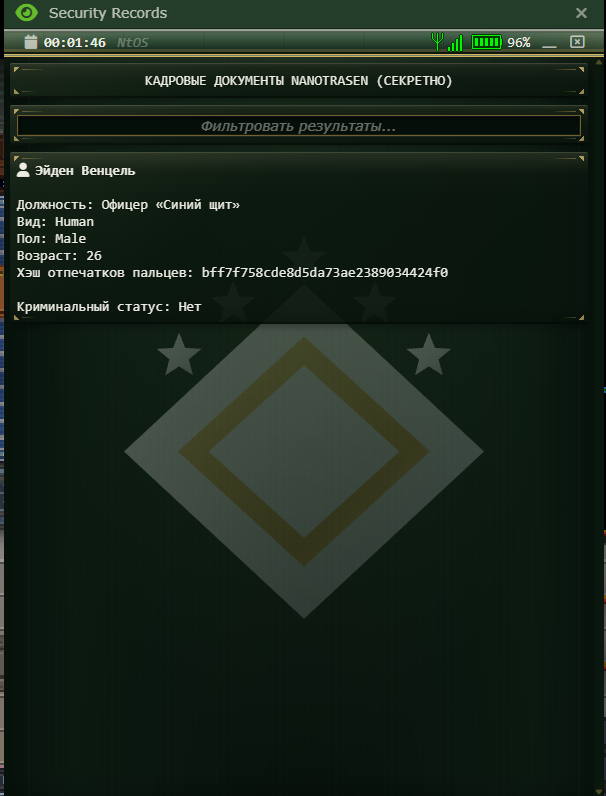 Security Records
00:01:46 NtOS 96%
КАДРОВЫЕ ДОКУМЕНТЫ NANOTRASEN (СЕКРЕТНО)
Фильтровать результаты...
Эйден Венцель
Должность: Офицер «Синий щит»
Вид: Human
Пол: Male
Возраст: 26
Хэш отпечатков пальцев: bff7f758cde8d5da73ae2389034424f0
Криминальный статус: Нет